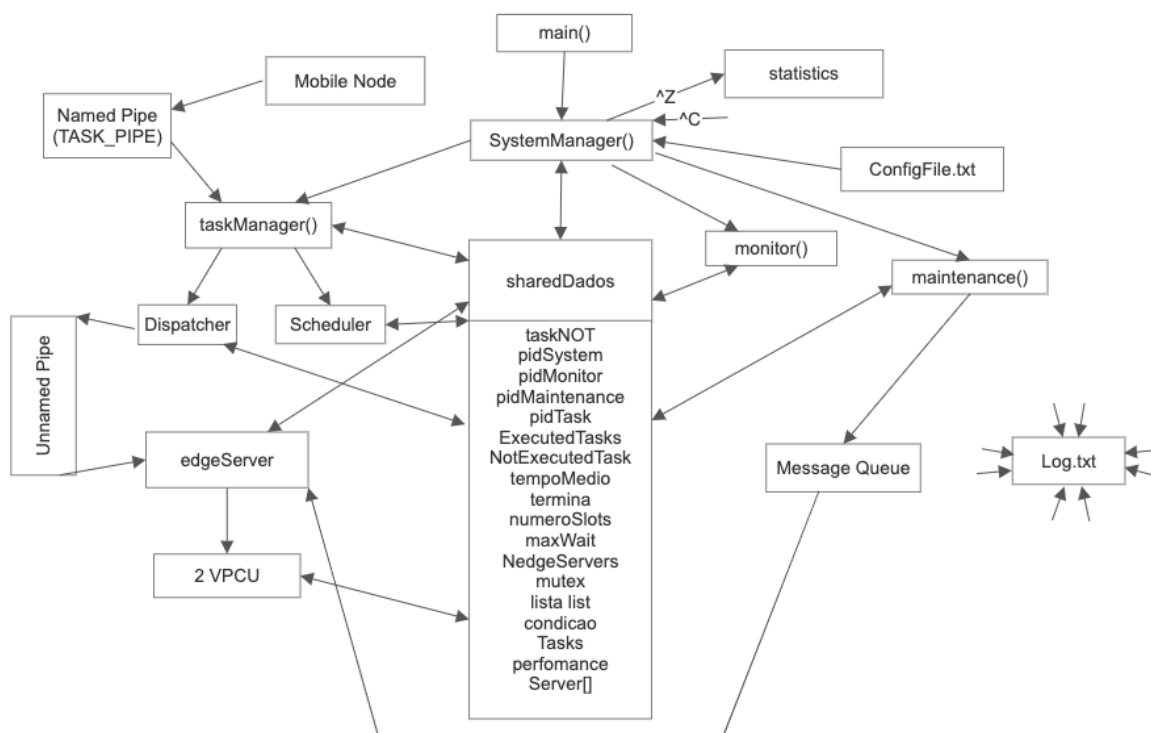 main()
Mobile Node
statistics
Named Pipe
(TASK_PIPE)
^Z
^C
SystemManager()
ConfigFile.txt
taskManager()
monitor()
maintenance()
sharedDados
Dispatcher
Scheduler
Unnamed Pipe
taskNOT
pidSystem
pidMonitor
pidMaintenance
pidTask
ExecutedTasks
NotExecutedTask
tempoMedio
termina
numeroSlots
maxWait
NedgeServers
mutex
lista list
condicao
Tasks
perfomance
Server[]
edgeServer
Message Queue
Log.txt
2 VPCU